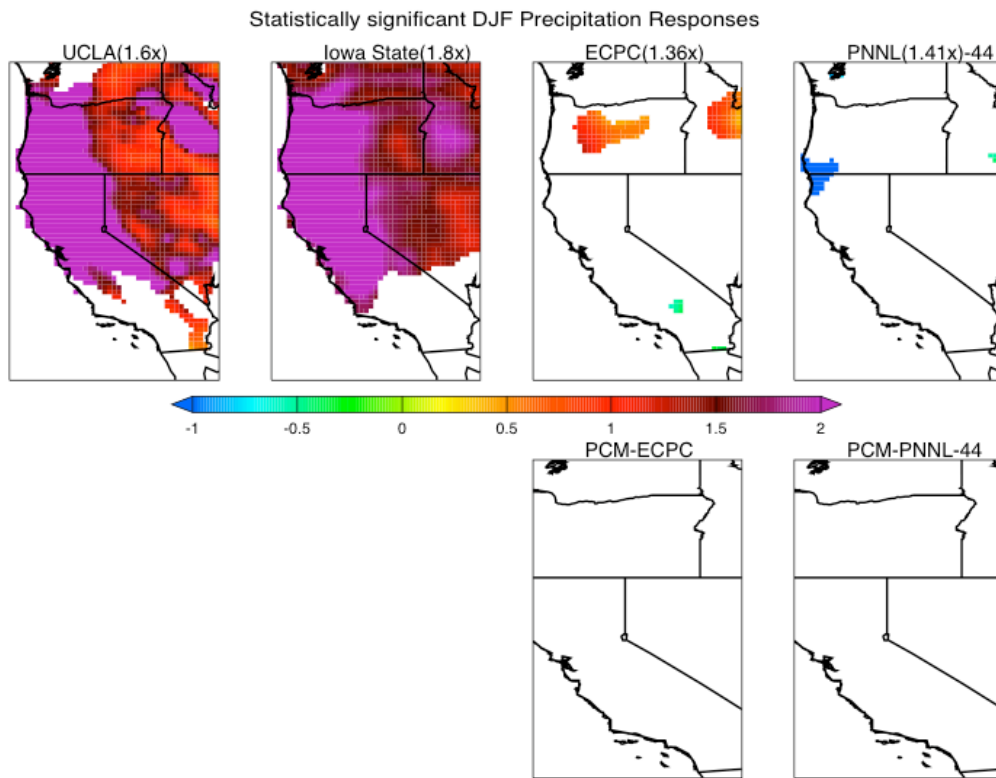 Statistically significant DJF Precipitation Responses
UCLA(1.6x) Iowa State(1.8x) ECPC(1.36x) PNNL(1.41x)-44
-1 -0.5 0 0.5 1 1.5 2
PCM-ECPC PCM-PNNL-44